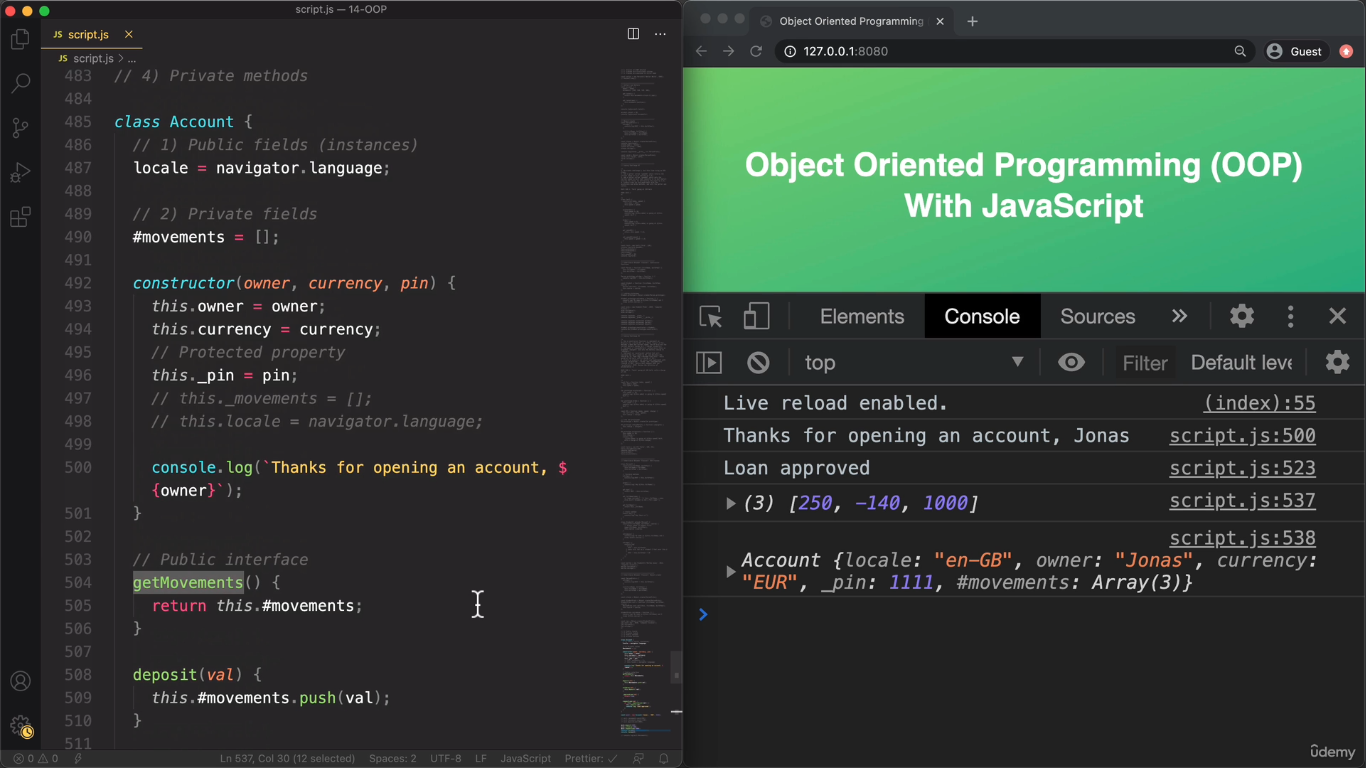 script.js — 14-OOP
JS script.js ×
JS script.js > ...
483 // 4) Private methods
484
485 class Account {
486 // 1) Public fields (instances)
487 locale = navigator.language;
488
489 // 2) Private fields
490 #movements = [];
491
492 constructor(owner, currency, pin) {
493 this.owner = owner;
494 this.currency = currency;
495 // Protected property
496 this._pin = pin;
497 // this._movements = [];
498 // this.locale = navigator.language;
499
500 console.log(`Thanks for opening an account, $
{owner}`);
501 }
502
503 // Public interface
504 getMovements() {
505 return this.#movements;
506 }
507
508 deposit(val) {
509 this.#movements.push(val);
510 }
511
0 0 Ln 537, Col 30 (12 selected) Spaces: 2 UTF-8 LF JavaScript Prettier: ✓
Object Oriented Programming ×
127.0.0.1:8080 Guest
Object Oriented Programming (OOP)
With JavaScript
Elements Console Sources »
top Filter Default leve
Live reload enabled. (index):55
Thanks for opening an account, Jonas script.js:500
Loan approved script.js:523
(3) [250, -140, 1000] script.js:537
script.js:538
Account {locale: "en-GB", owner: "Jonas", currency:
"EUR", _pin: 1111, #movements: Array(3)}
udemy